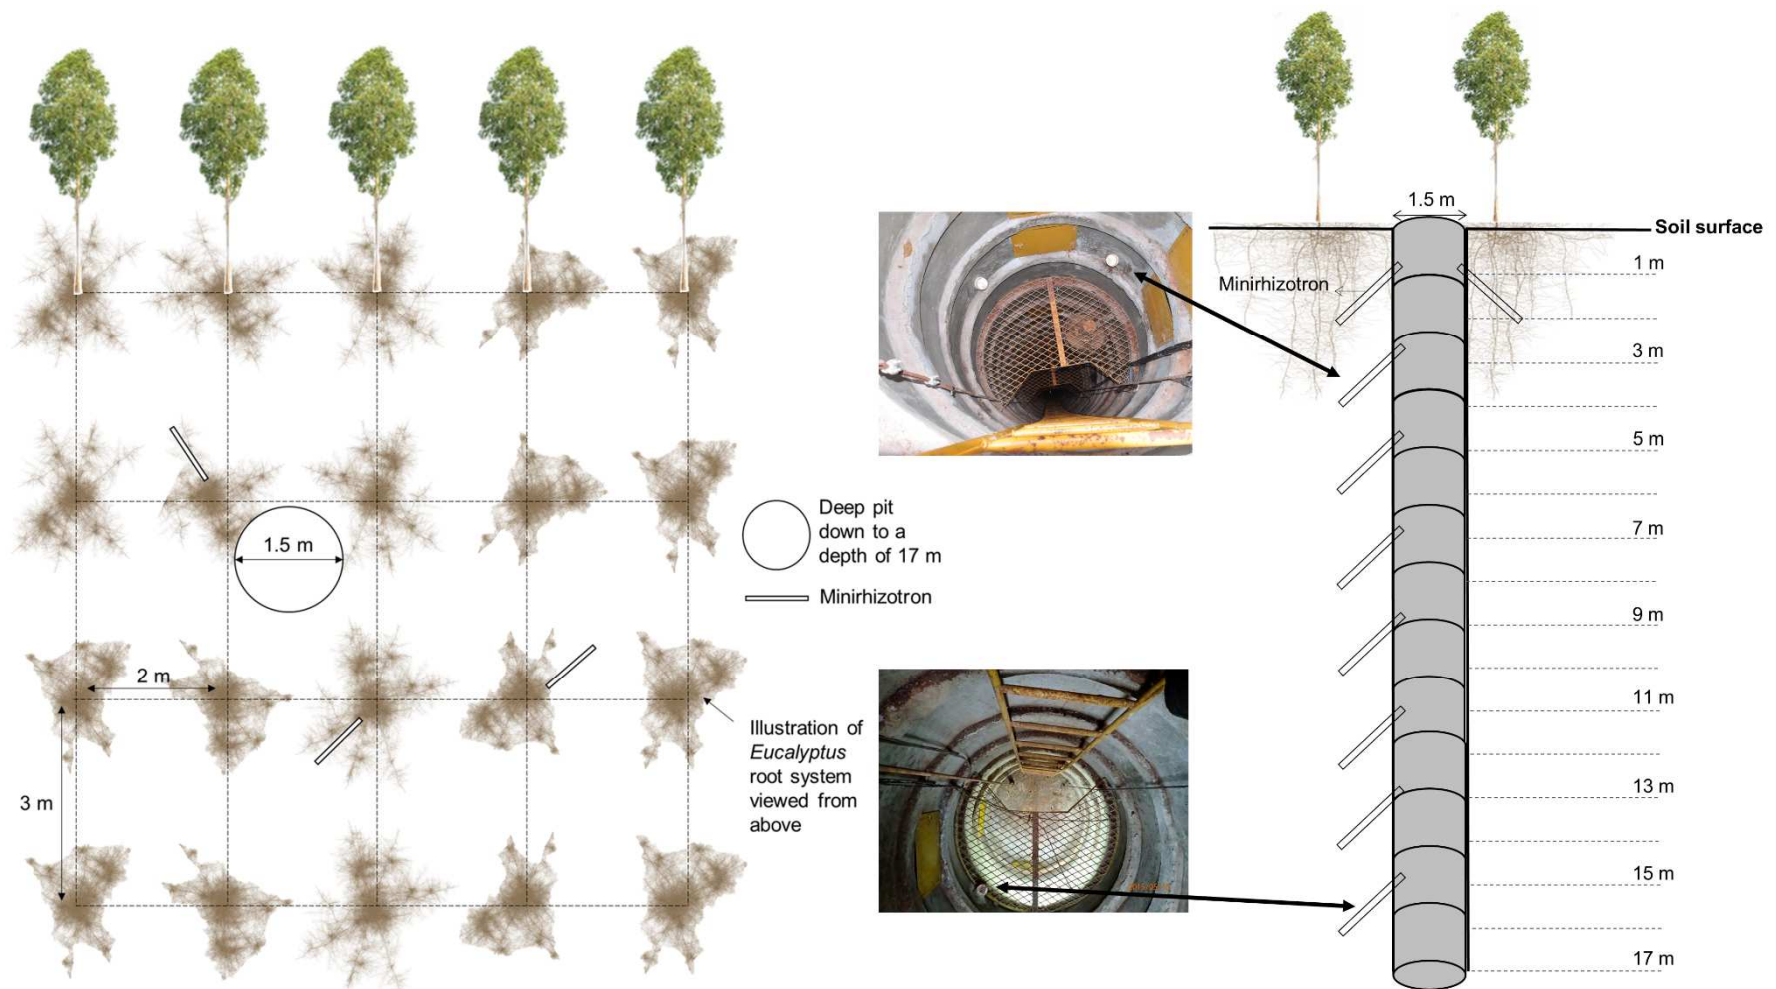 1.5 m
2 m
3 m
Deep pit
down to a
depth of 17 m
Minirhizotron
Illustration of
Eucalyptus
root system
viewed from
above
1.5 m
Soil surface
Minirhizotron
1 m
3 m
5 m
7 m
9 m
11 m
13 m
15 m
17 m